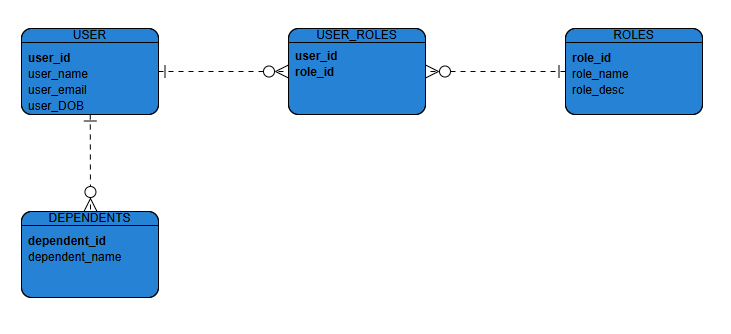 USER
user_id
user_name
user_email
user_DOB
USER_ROLES
user_id
role_id
ROLES
role_id
role_name
role_desc
DEPENDENTS
dependent_id
dependent_name